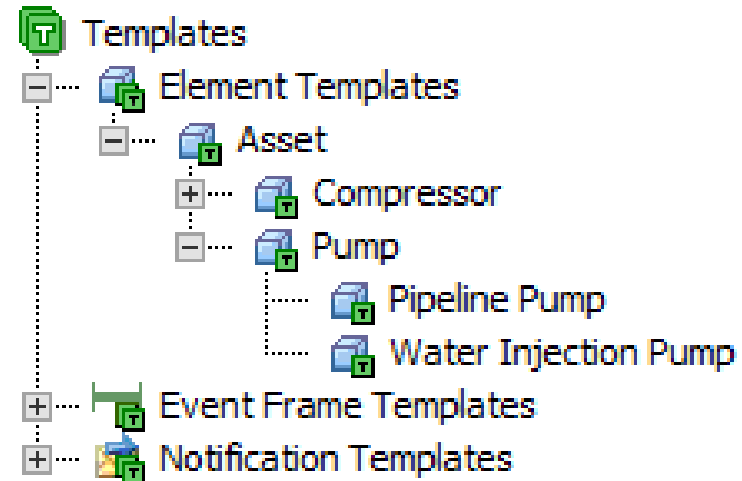 Templates
Element Templates
Asset
Compressor
Pump
Pipeline Pump
Water Injection Pump
Event Frame Templates
Notification Templates